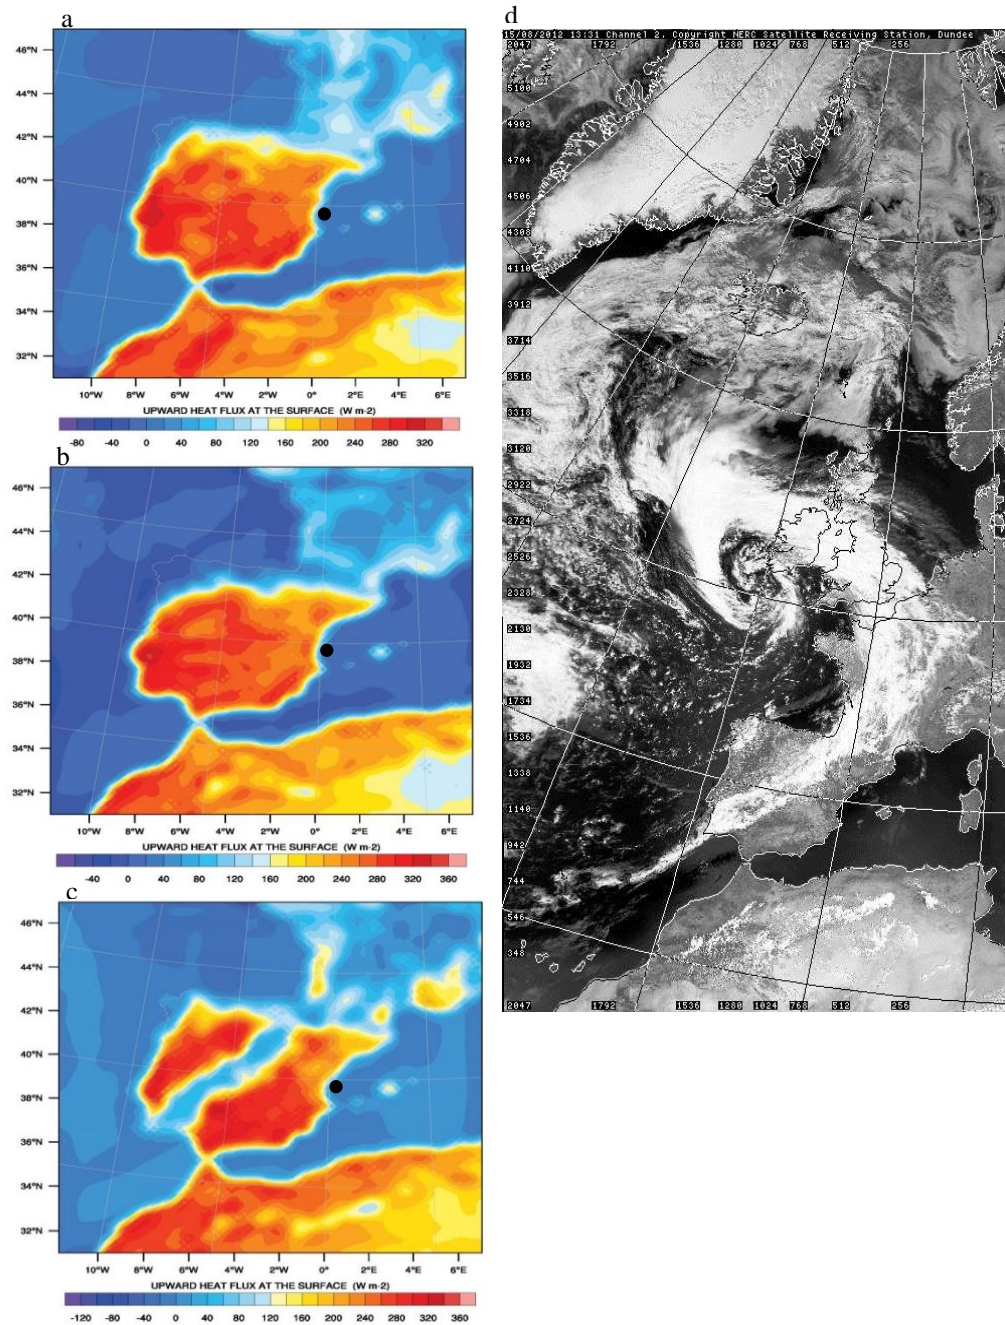 a
46°N
44°N
42°N
40°N
38°N
36°N
34°N
32°N
10°W 8°W 6°W 4°W 2°W 0° 2°E 4°E 6°E
UPWARD HEAT FLUX AT THE SURFACE (W m-2)
-80 -40 0 40 80 120 160 200 240 280 320
b
46°N
44°N
42°N
40°N
38°N
36°N
34°N
32°N
10°W 8°W 6°W 4°W 2°W 0° 2°E 4°E 6°E
UPWARD HEAT FLUX AT THE SURFACE (W m-2)
-40 0 40 80 120 160 200 240 280 320 360
c
46°N
44°N
42°N
40°N
38°N
36°N
34°N
32°N
10°W 8°W 6°W 4°W 2°W 0° 2°E 4°E 6°E
UPWARD HEAT FLUX AT THE SURFACE (W m-2)
-120 -80 -40 0 40 80 120 160 200 240 280 320 360
d
15/08/2012 13:31 Channel 2. Copyright NERC Satellite Receiving Station, Dundee
2047 1792 1536 1280 1024 768 512 256
5100
4902
4704
4506
4308
4110
3912
3714
3516
3318
3120
2922
2724
2526
2328
2130
1932
1734
1536
1338
1140
942
744
546
348
2047 1792 1536 1280 1024 768 512 256